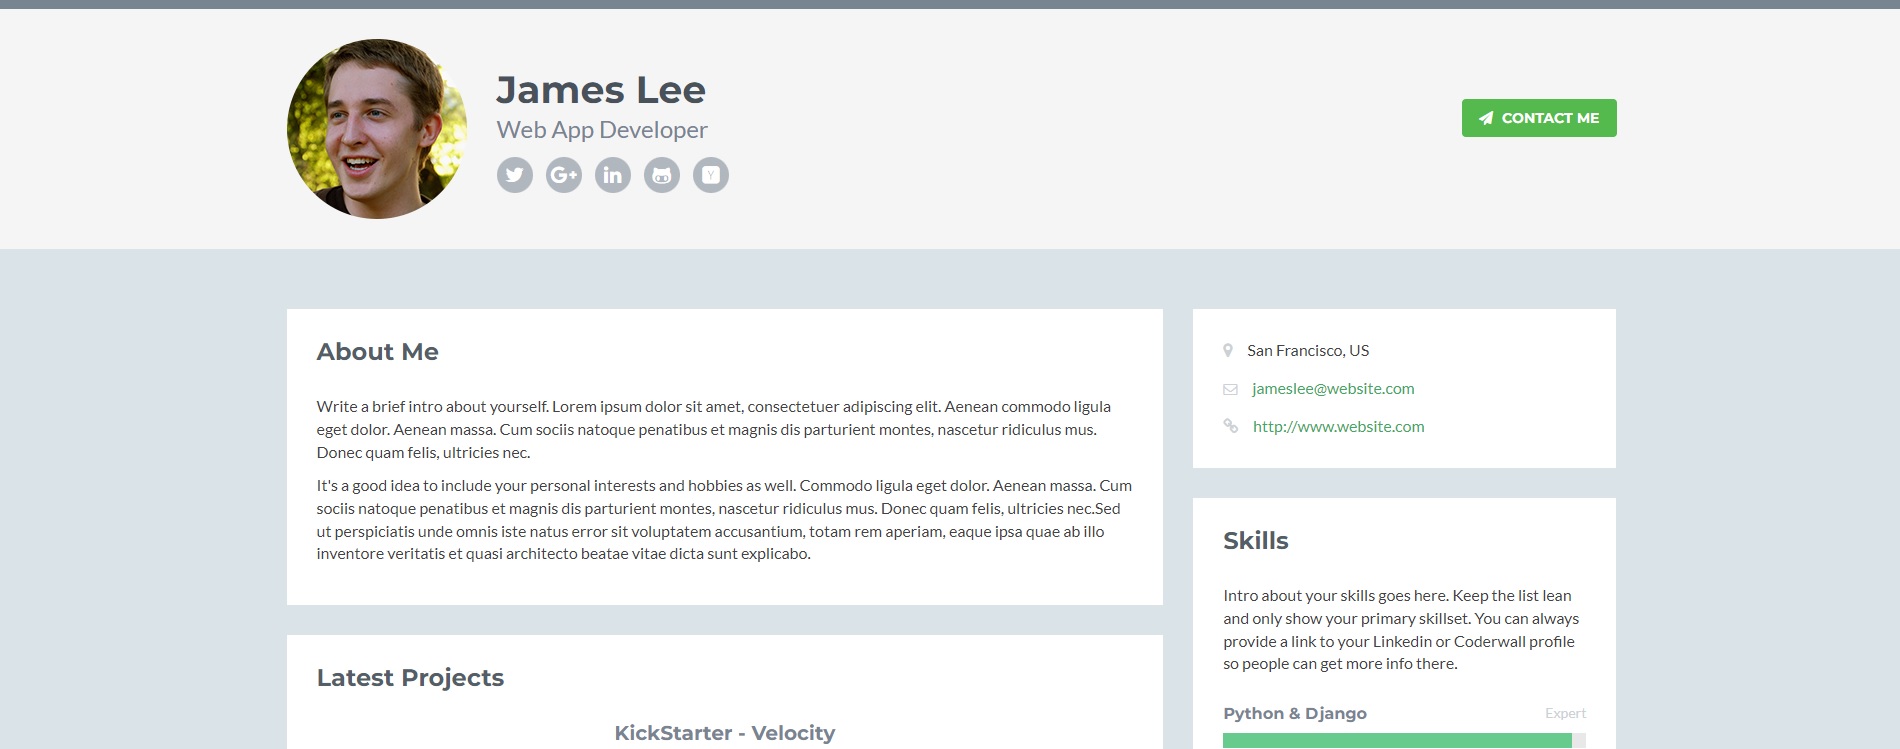 James Lee
Web App Developer
CONTACT ME
About Me
Write a brief intro about yourself. Lorem ipsum dolor sit amet, consectetuer adipiscing elit. Aenean commodo ligula
eget dolor. Aenean massa. Cum sociis natoque penatibus et magnis dis parturient montes, nascetur ridiculus mus.
Donec quam felis, ultricies nec.
It's a good idea to include your personal interests and hobbies as well. Commodo ligula eget dolor. Aenean massa. Cum
sociis natoque penatibus et magnis dis parturient montes, nascetur ridiculus mus. Donec quam felis, ultricies nec.Sed
ut perspiciatis unde omnis iste natus error sit voluptatem accusantium, totam rem aperiam, eaque ipsa quae ab illo
inventore veritatis et quasi architecto beatae vitae dicta sunt explicabo.
Latest Projects
KickStarter - Velocity
San Francisco, US
jameslee@website.com
http://www.website.com
Skills
Intro about your skills goes here. Keep the list lean
and only show your primary skillset. You can always
provide a link to your Linkedin or Coderwall profile
so people can get more info there.
Python & Django
Expert